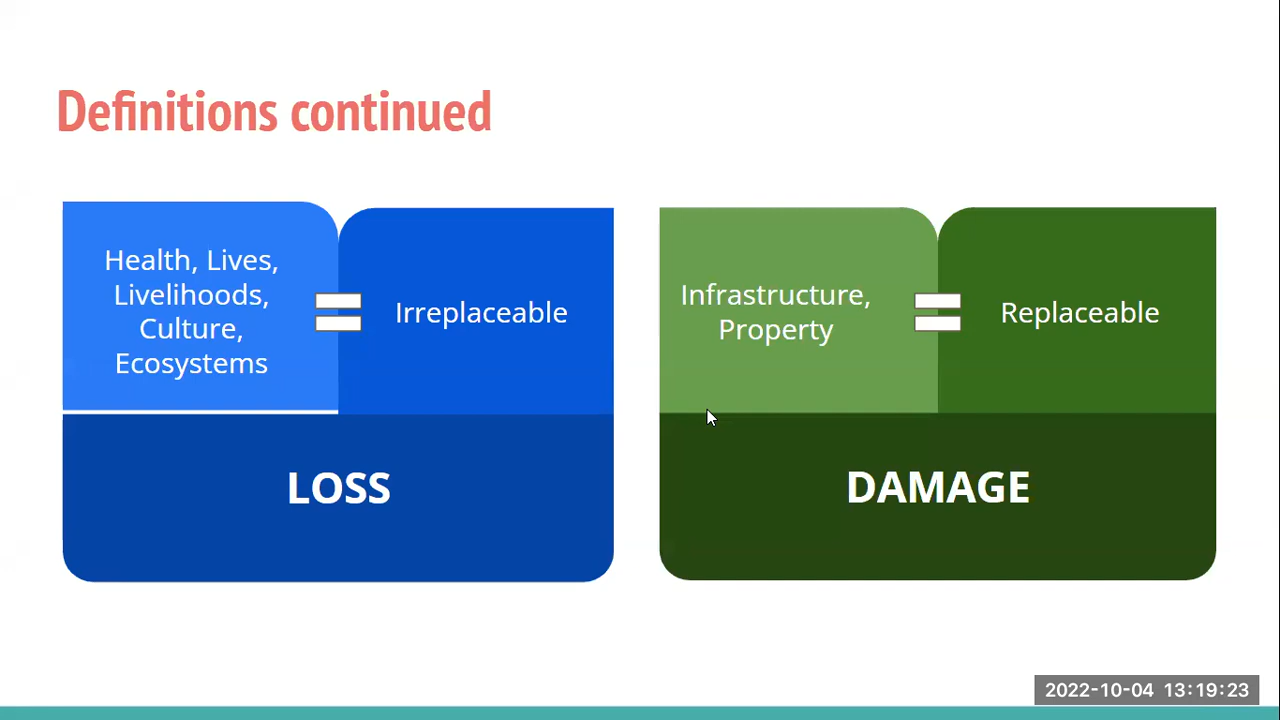 Definitions continued
Health, Lives,
Livelihoods,
Culture,
Ecosystems
Irreplaceable
LOSS
Infrastructure,
Property
Replaceable
DAMAGE
2022-10-04 13:19:23